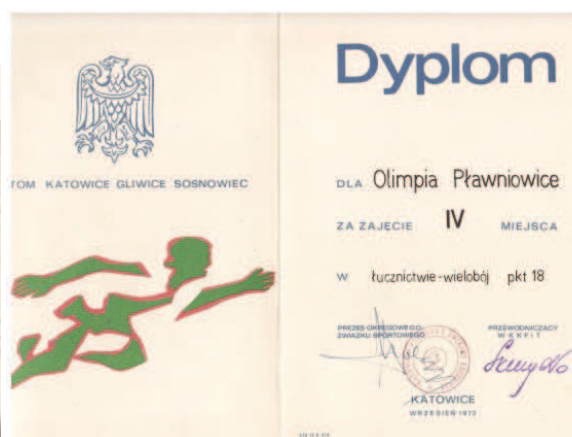 TOM KATOWICE GLIWICE SOSNOWIEC
Dyplom
DLA Olimpia Pławniowice
ZA ZAJĘCIE IV MIEJSCA
W łucznictwie-wielobój pkt 18
PREZES OKRĘGOWEGO
ZWIĄZKU SPORTOWEGO
PRZEWODNICZĄCY
W K K F i T
KATOWICE
WRZESIEŃ 1973